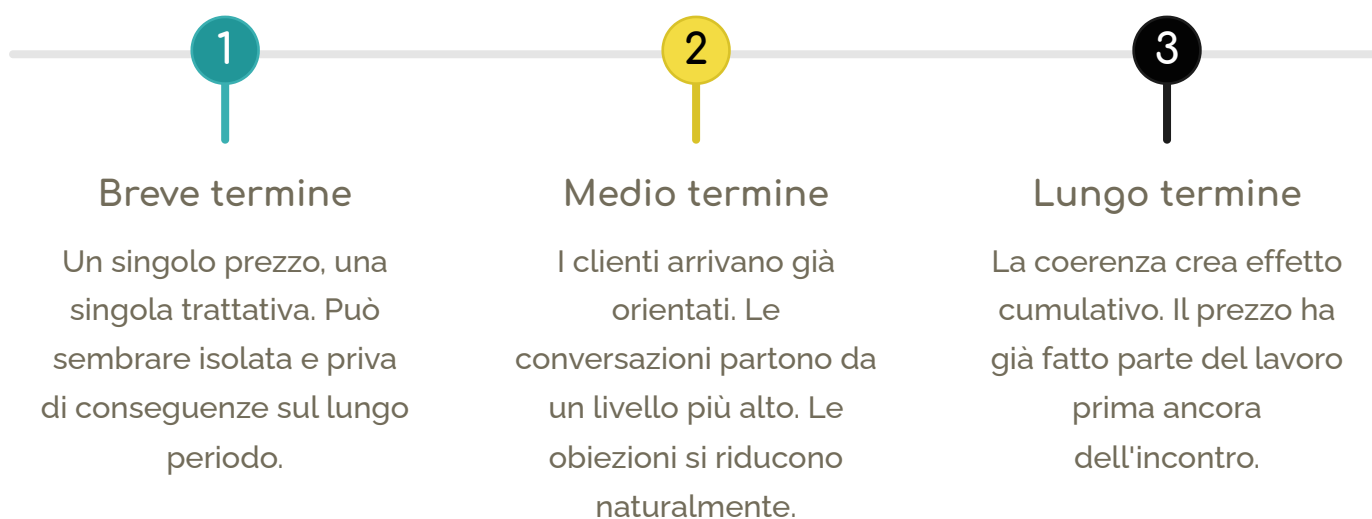 1
2
3
Breve termine
Un singolo prezzo, una
singola trattativa. Può
sembrare isolata e priva
di conseguenze sul lungo
periodo.
Medio termine
I clienti arrivano già
orientati. Le
conversazioni partono da
un livello più alto. Le
obiezioni si riducono
naturalmente.
Lungo termine
La coerenza crea effetto
cumulativo. Il prezzo ha
già fatto parte del lavoro
prima ancora
dell'incontro.